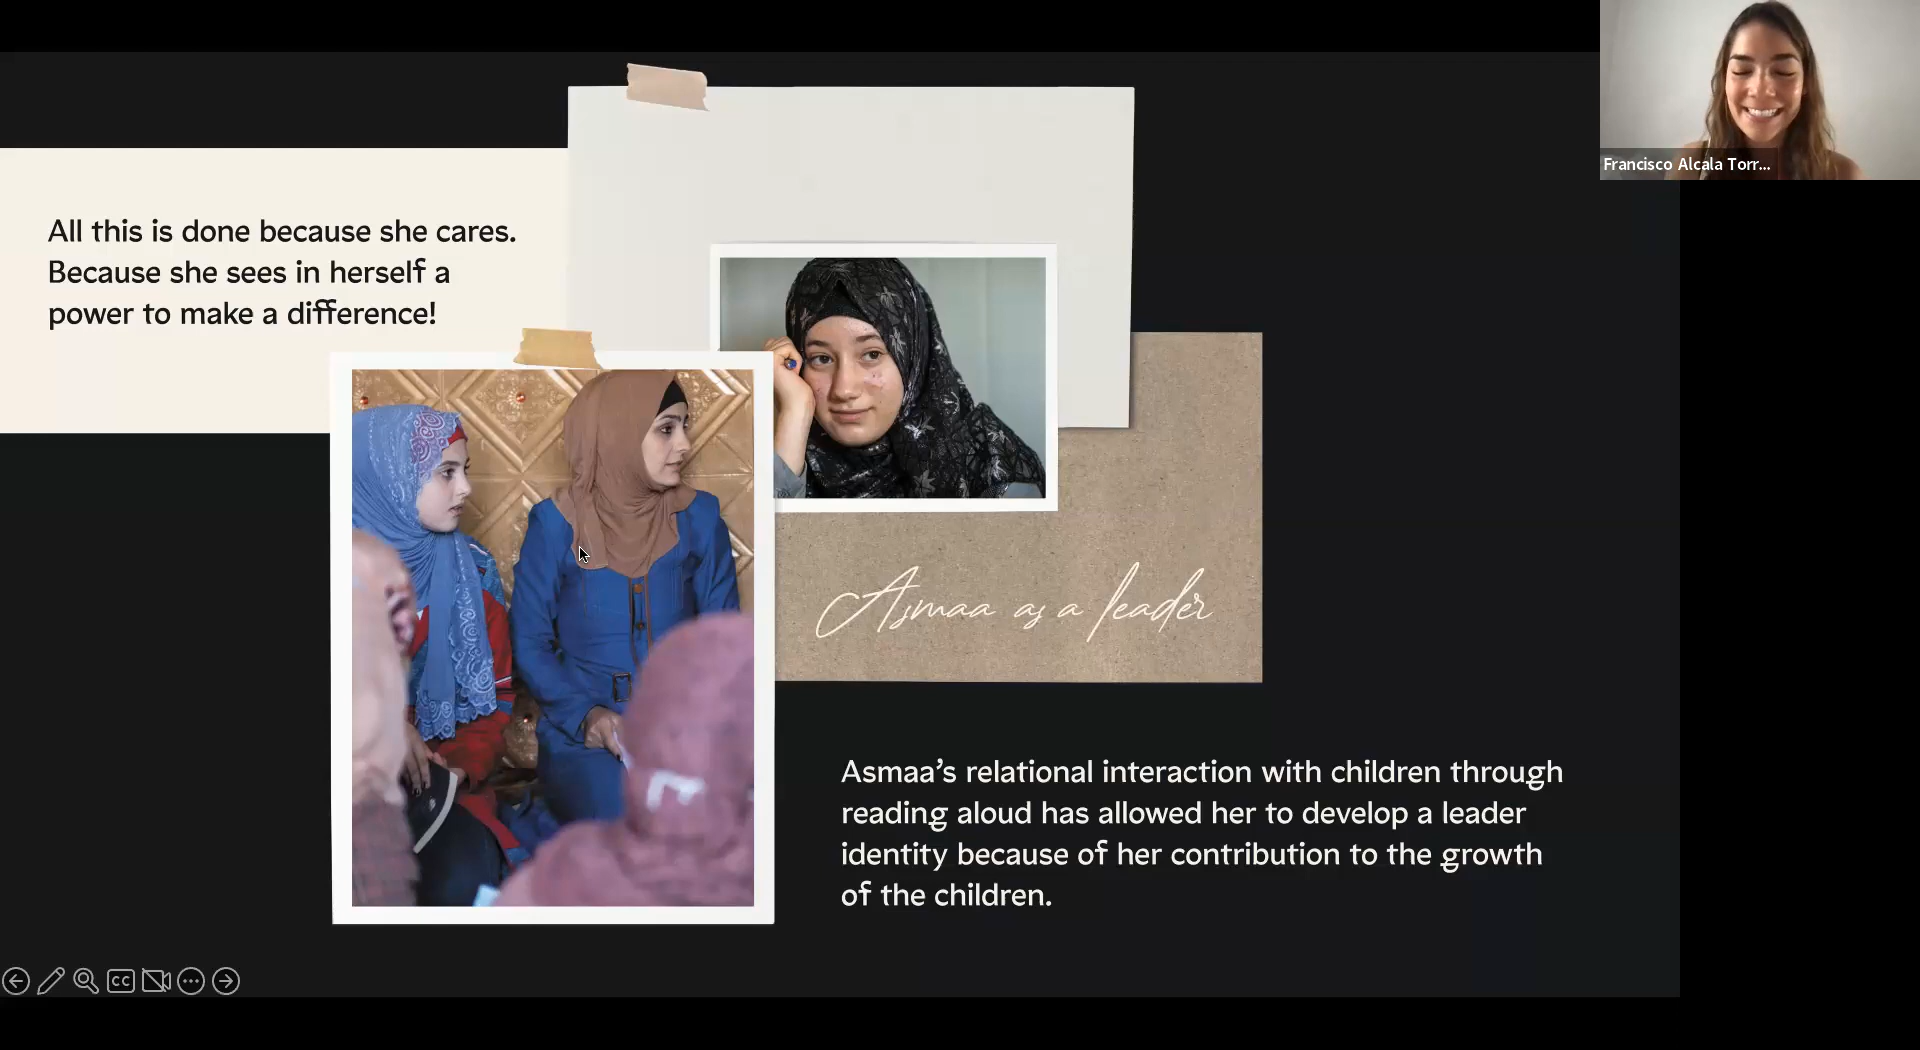 Francisco Alcala Torr...
All this is done because she cares.
Because she sees in herself a
power to make a difference!
Asmaa as a leader
Asmaa's relational interaction with children through
reading aloud has allowed her to develop a leader
identity because of her contribution to the growth
of the children.
CC